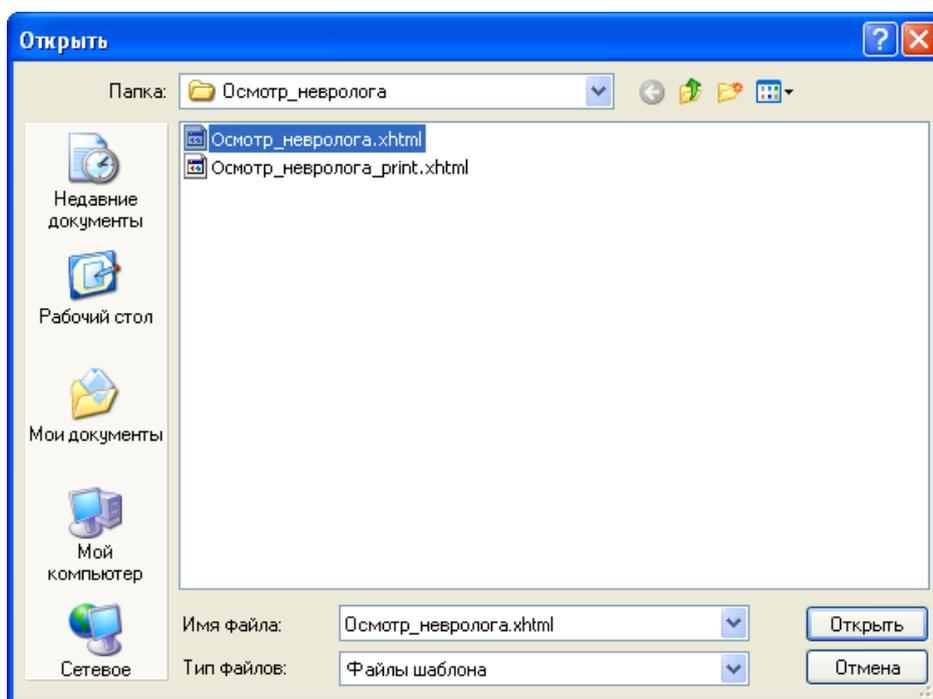 Открыть
Папка: Осмотр_невролога
Осмотр_невролога.xhtml
Осмотр_невролога_print.xhtml
Недавние
документы
Рабочий стол
Мои документы
Мой
компьютер
Сетевое
Имя файла: Осмотр_невролога.xhtml Открыть
Тип файлов: Файлы шаблона Отмена